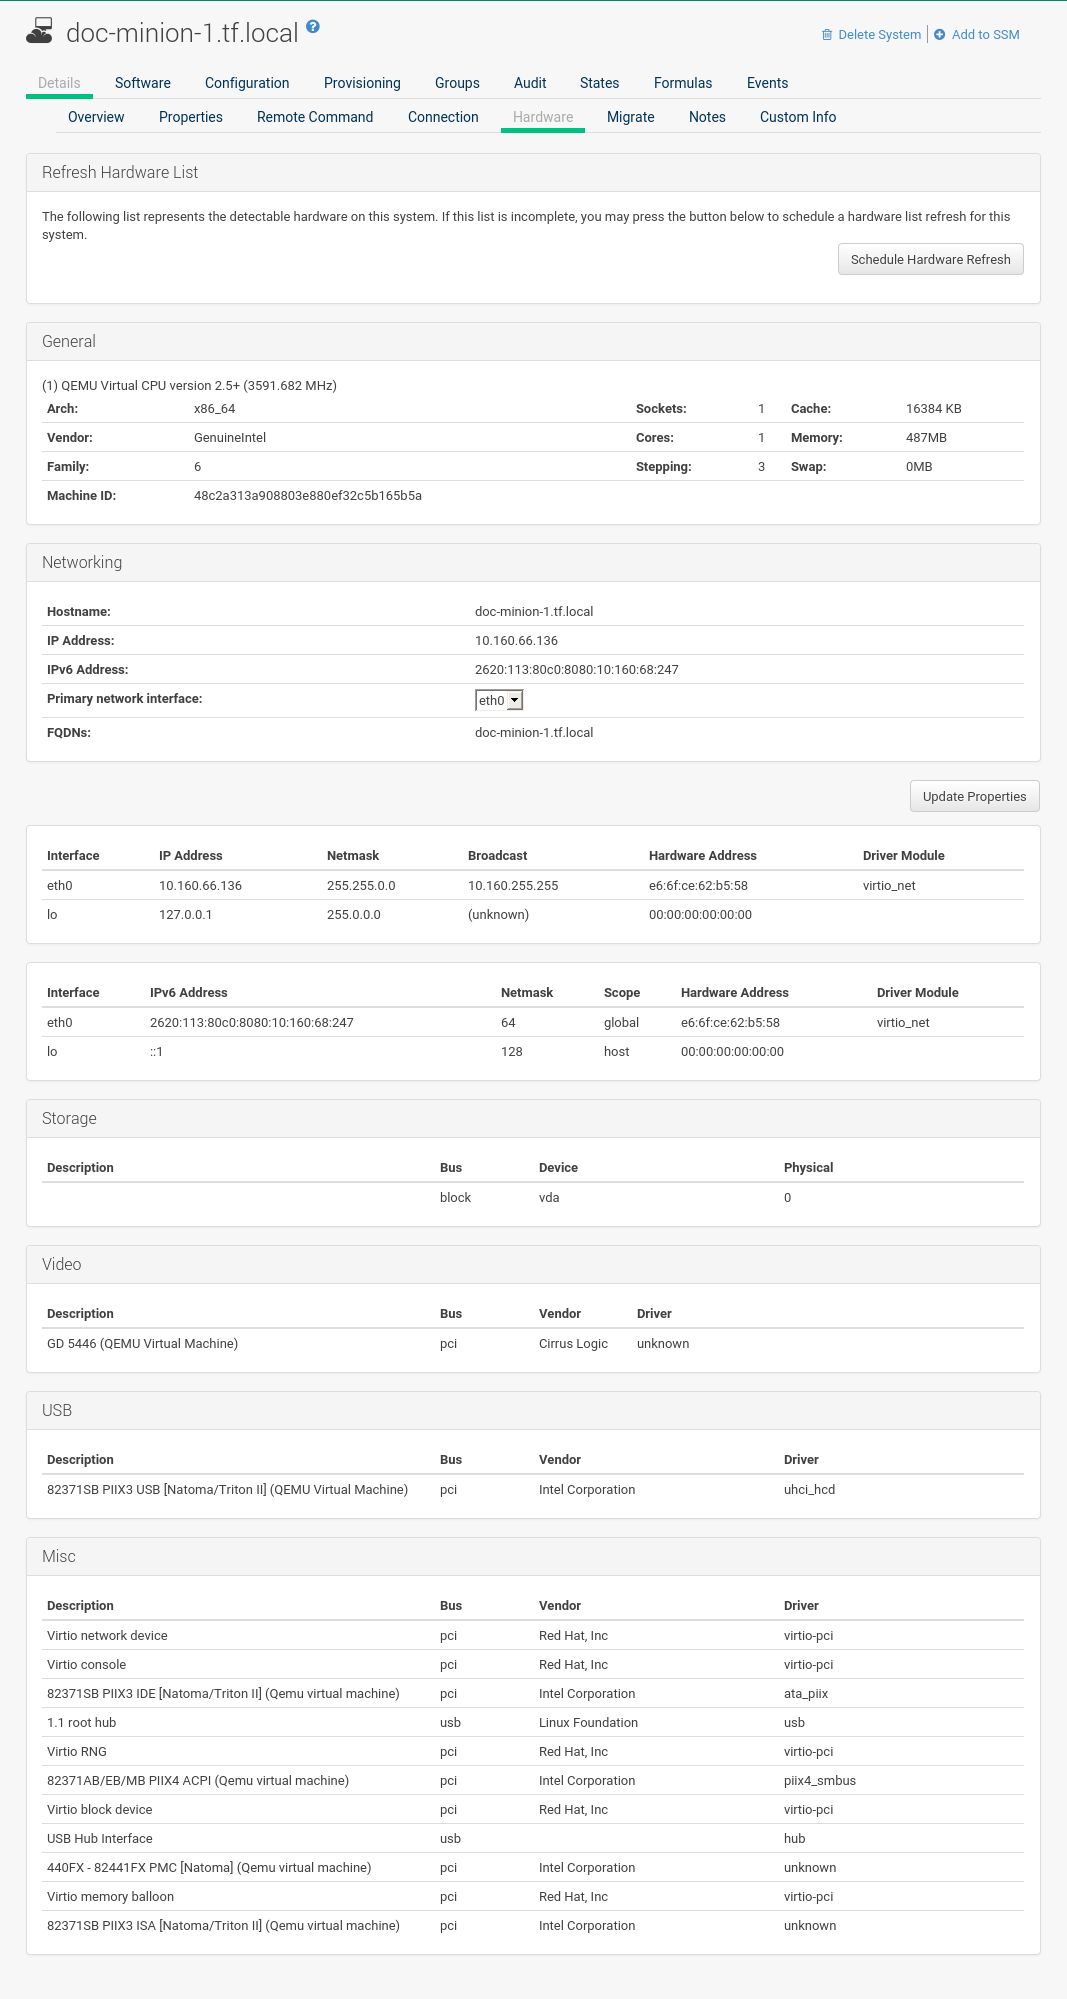 doc-minion-1.tf.local ?
Delete System | Add to SSM
Details Software Configuration Provisioning Groups Audit States Formulas Events
Overview Properties Remote Command Connection Hardware Migrate Notes Custom Info
Refresh Hardware List
The following list represents the detectable hardware on this system. If this list is incomplete, you may press the button below to schedule a hardware list refresh for this
system.
Schedule Hardware Refresh
General
(1) QEMU Virtual CPU version 2.5+ (3591.682 MHz)
Arch: x86_64 Sockets: 1 Cache: 16384 KB
Vendor: GenuineIntel Cores: 1 Memory: 487MB
Family: 6 Stepping: 3 Swap: 0MB
Machine ID: 48c2a313a908803e880ef32c5b165b5a
Networking
Hostname: doc-minion-1.tf.local
IP Address: 10.160.66.136
IPv6 Address: 2620:113:80c0:8080:10:160:68:247
Primary network interface: eth0
FQDNs: doc-minion-1.tf.local
Update Properties
Interface IP Address Netmask Broadcast Hardware Address Driver Module
eth0 10.160.66.136 255.255.0.0 10.160.255.255 e6:6f:ce:62:b5:58 virtio_net
lo 127.0.0.1 255.0.0.0 (unknown) 00:00:00:00:00:00
Interface IPv6 Address Netmask Scope Hardware Address Driver Module
eth0 2620:113:80c0:8080:10:160:68:247 64 global e6:6f:ce:62:b5:58 virtio_net
lo ::1 128 host 00:00:00:00:00:00
Storage
Description Bus Device Physical
block vda 0
Video
Description Bus Vendor Driver
GD 5446 (QEMU Virtual Machine) pci Cirrus Logic unknown
USB
Description Bus Vendor Driver
82371SB PIIX3 USB [Natoma/Triton II] (QEMU Virtual Machine) pci Intel Corporation uhci_hcd
Misc
Description Bus Vendor Driver
Virtio network device pci Red Hat, Inc virtio-pci
Virtio console pci Red Hat, Inc virtio-pci
82371SB PIIX3 IDE [Natoma/Triton II] (Qemu virtual machine) pci Intel Corporation ata_piix
1.1 root hub usb Linux Foundation usb
Virtio RNG pci Red Hat, Inc virtio-pci
82371AB/EB/MB PIIX4 ACPI (Qemu virtual machine) pci Intel Corporation piix4_smbus
Virtio block device pci Red Hat, Inc virtio-pci
USB Hub Interface usb hub
440FX - 82441FX PMC [Natoma] (Qemu virtual machine) pci Intel Corporation unknown
Virtio memory balloon pci Red Hat, Inc virtio-pci
82371SB PIIX3 ISA [Natoma/Triton II] (Qemu virtual machine) pci Intel Corporation unknown